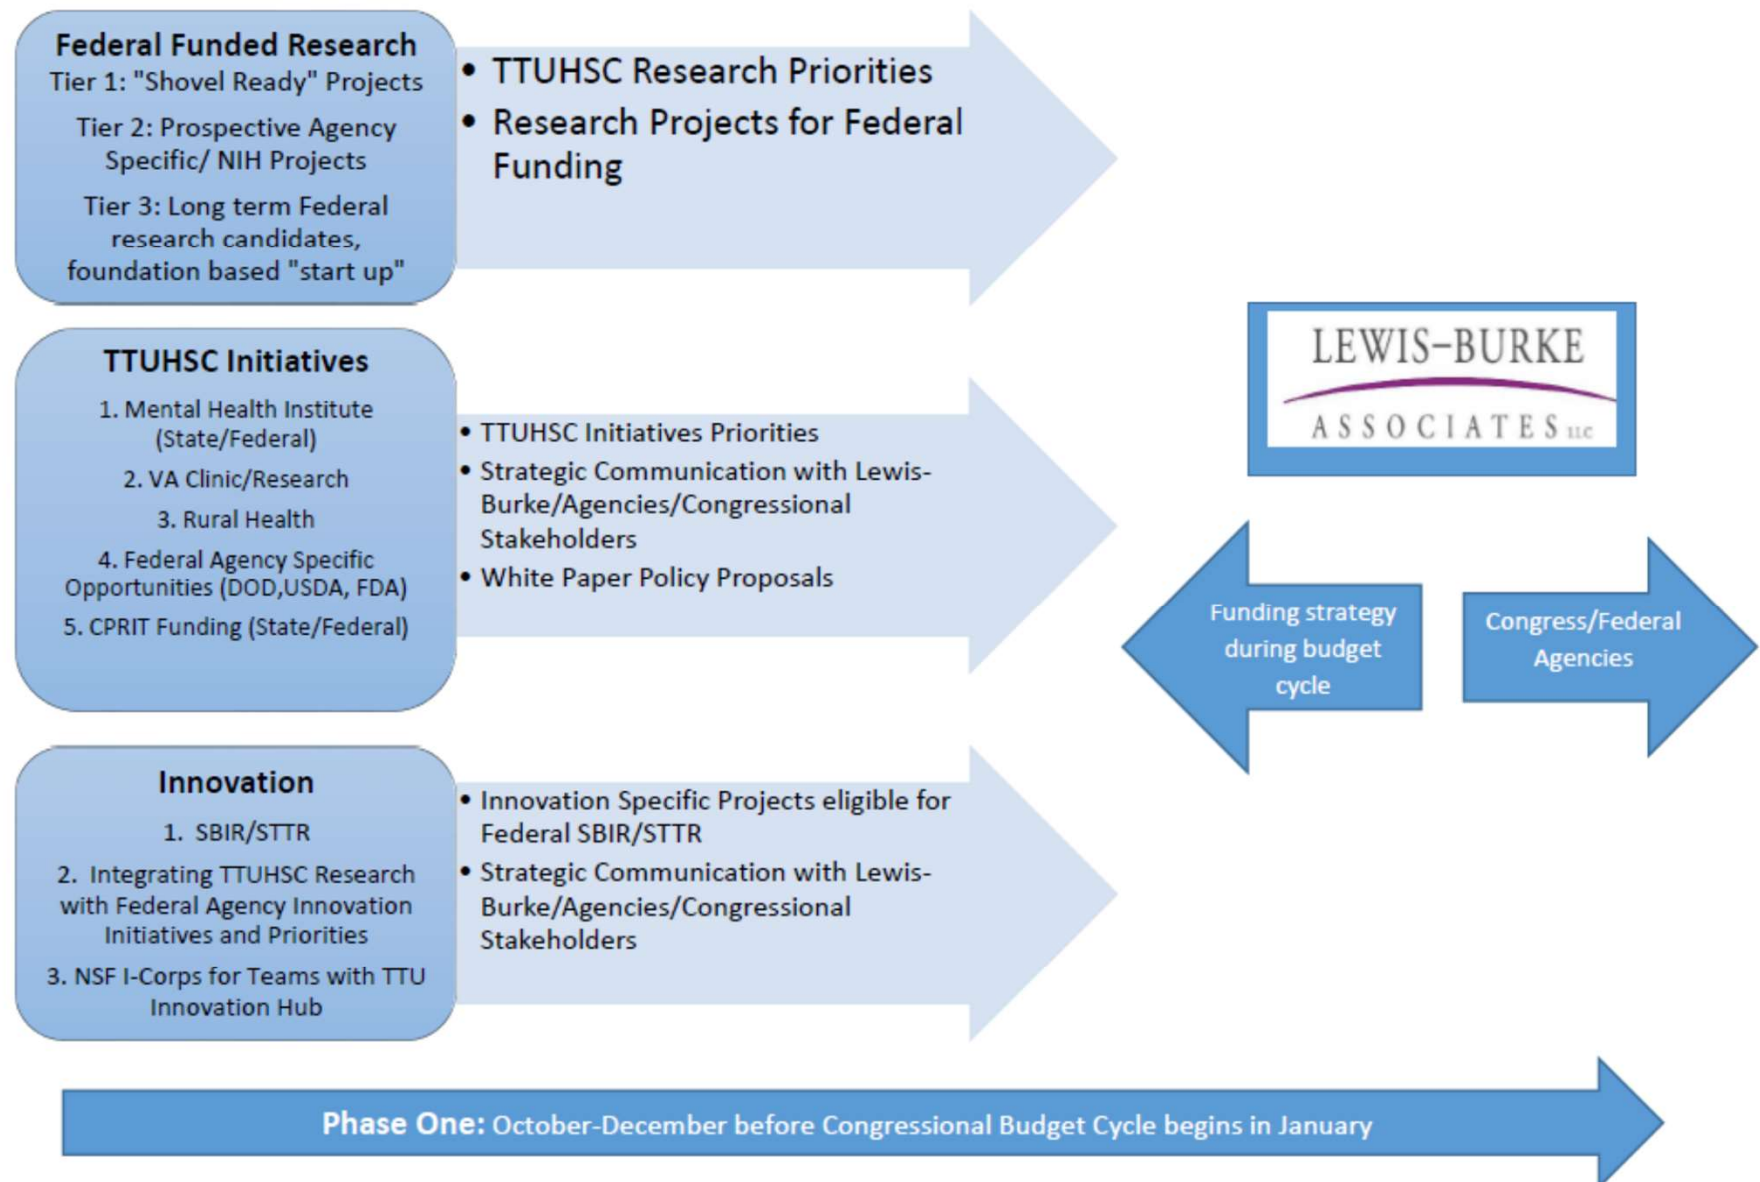 Federal Funded Research
Tier 1: "Shovel Ready" Projects
Tier 2: Prospective Agency
Specific/ NIH Projects
Tier 3: Long term Federal
research candidates,
foundation based "start up"
• TTUHSC Research Priorities
• Research Projects for Federal
Funding
TTUHSC Initiatives
1. Mental Health Institute
(State/Federal)
2. VA Clinic/Research
3. Rural Health
4. Federal Agency Specific
Opportunities (DOD,USDA, FDA)
5. CPRIT Funding (State/Federal)
• TTUHSC Initiatives Priorities
• Strategic Communication with Lewis-
Burke/Agencies/Congressional
Stakeholders
• White Paper Policy Proposals
LEWIS–BURKE
ASSOCIATES LLC
Funding strategy
during budget
cycle
Congress/Federal
Agencies
Innovation
1. SBIR/STTR
2. Integrating TTUHSC Research
with Federal Agency Innovation
Initiatives and Priorities
3. NSF I-Corps for Teams with TTU
Innovation Hub
• Innovation Specific Projects eligible for
Federal SBIR/STTR
• Strategic Communication with Lewis-
Burke/Agencies/Congressional
Stakeholders
Phase One: October-December before Congressional Budget Cycle begins in January